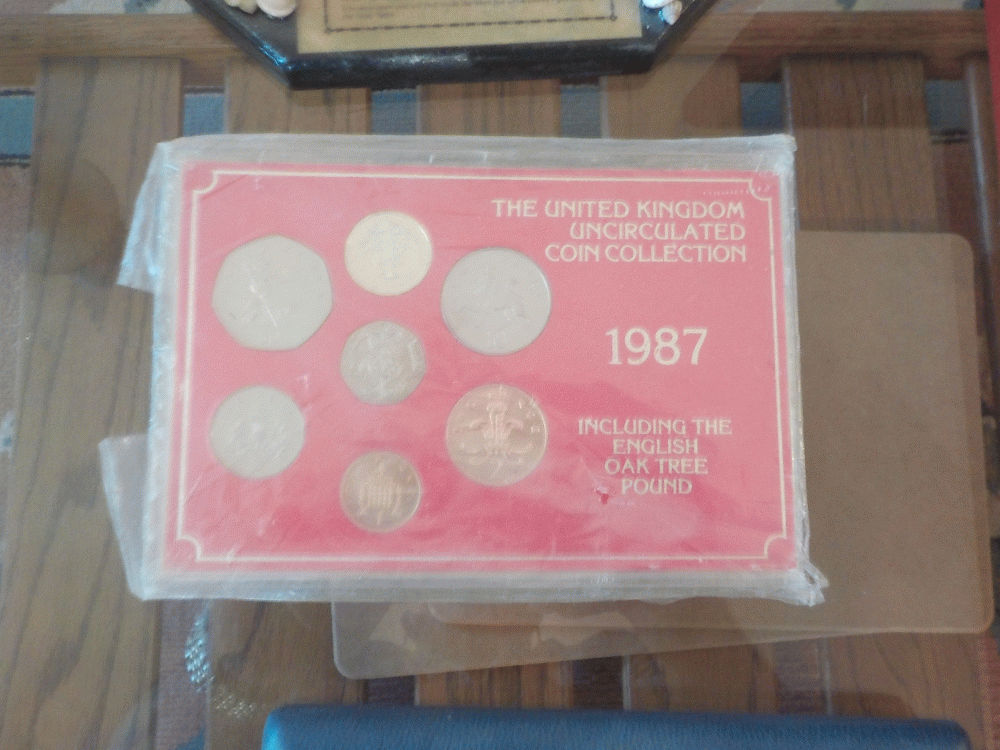 THE UNITED KINGDOM
UNCIRCULATED
COIN COLLECTION
1987
INCLUDING THE
ENGLISH
OAK TREE
POUND